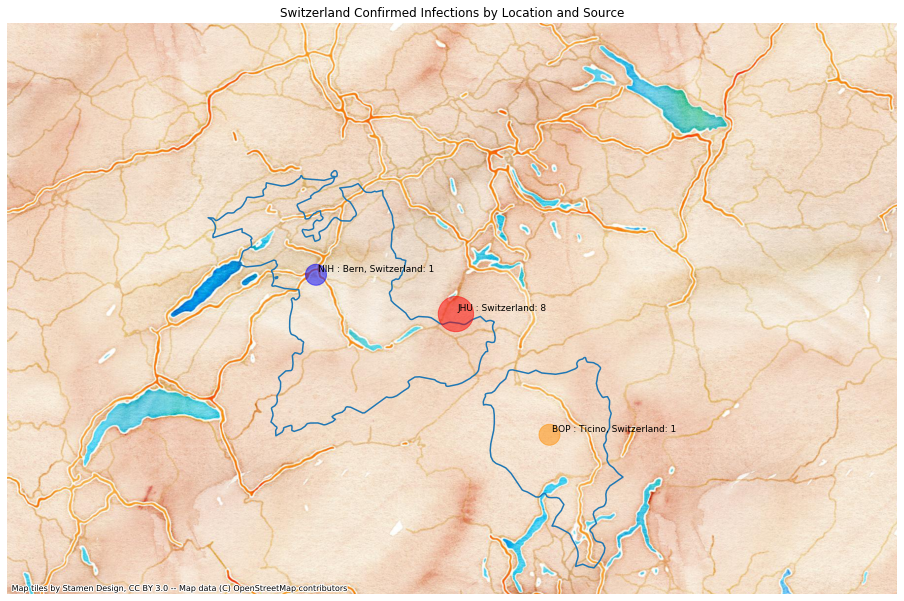 Switzerland Confirmed Infections by Location and Source
NIH : Bern, Switzerland: 1
JHU : Switzerland: 8
BOP : Ticino, Switzerland: 1
Map tiles by Stamen Design, CC BY 3.0 -- Map data (C) OpenStreetMap contributors